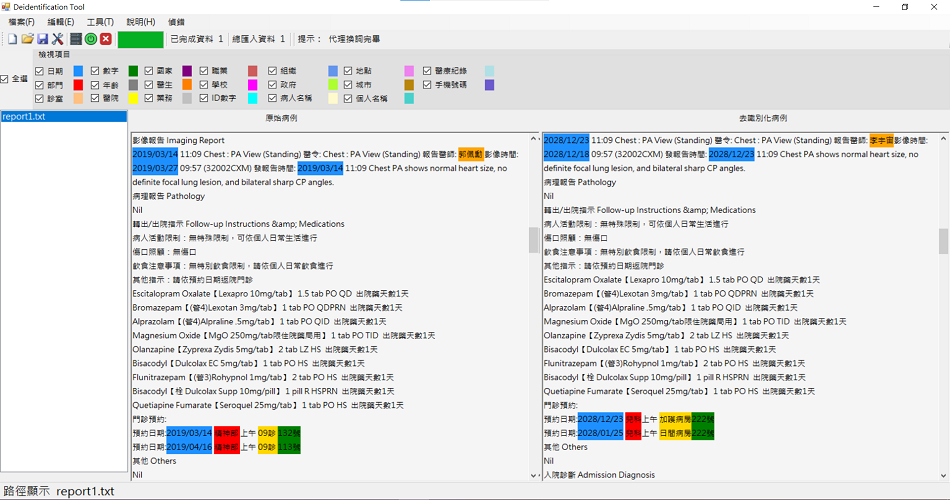 Deidentification Tool
檔案(F) 編輯(E) 工具(T) 說明(H) 偵錯
已完成資料 1 總匯入資料 1 提示： 代理換詞完畢
檢視項目
全選
日期 數字 國家 職業 組織 地點 醫療紀錄
部門 年齡 醫生 學校 政府 城市 手機號碼
診室 醫院 業務 ID數字 病人名稱 個人名稱
report1.txt
原始病例
影像報告 Imaging Report
2019/03/14 11:09 Chest : PA View (Standing) 醫令: Chest : PA View (Standing) 報告醫師: 郭佩勳 影像時間:
2019/03/27 09:57 (32002CXM) 發報告時間: 2019/03/14 11:09 Chest PA shows normal heart size, no
definite focal lung lesion, and bilateral sharp CP angles.
病理報告 Pathology
Nil
轉出/出院指示 Follow-up Instructions &amp; Medications
病人活動限制：無特殊限制，可依個人日常生活進行
傷口照顧：無傷口
飲食注意事項：無特別飲食限制，請依個人日常飲食進行
其他指示：請依預約日期返院門診
Escitalopram Oxalate【Lexapro 10mg/tab】1.5 tab PO QD 出院藥天數1天
Bromazepam【(管4)Lexotan 3mg/tab】1 tab PO QDPRN 出院藥天數1天
Alprazolam【(管4)Alpraline .5mg/tab】1 tab PO QID 出院藥天數1天
Magnesium Oxide【MgO 250mg/tab限住院藥局用】1 tab PO TID 出院藥天數1天
Olanzapine【Zyprexa Zydis 5mg/tab】2 tab LZ HS 出院藥天數1天
Bisacodyl【Dulcolax EC 5mg/tab】1 tab PO HS 出院藥天數1天
Flunitrazepam【(管3)Rohypnol 1mg/tab】2 tab PO HS 出院藥天數1天
Bisacodyl【栓 Dulcolax Supp 10mg/pill】1 pill R HSPRN 出院藥天數1天
Quetiapine Fumarate【Seroquel 25mg/tab】1 tab PO HS 出院藥天數1天
門診預約:
預約日期:2019/03/14 精神部 上午 09診 132號
預約日期:2019/04/16 精神部 上午 09診 113號
其他 Others
Nil
去識別化病例
2028/12/23 11:09 Chest : PA View (Standing) 醫令: Chest : PA View (Standing) 報告醫師: 李宇宙 影像時間:
2028/12/18 09:57 (32002CXM) 發報告時間: 2028/12/23 11:09 Chest PA shows normal heart size, no
definite focal lung lesion, and bilateral sharp CP angles.
病理報告 Pathology
Nil
轉出/出院指示 Follow-up Instructions &amp; Medications
病人活動限制：無特殊限制，可依個人日常生活進行
傷口照顧：無傷口
飲食注意事項：無特別飲食限制，請依個人日常飲食進行
其他指示：請依預約日期返院門診
Escitalopram Oxalate【Lexapro 10mg/tab】1.5 tab PO QD 出院藥天數1天
Bromazepam【(管4)Lexotan 3mg/tab】1 tab PO QDPRN 出院藥天數1天
Alprazolam【(管4)Alpraline .5mg/tab】1 tab PO QID 出院藥天數1天
Magnesium Oxide【MgO 250mg/tab限住院藥局用】1 tab PO TID 出院藥天數1天
Olanzapine【Zyprexa Zydis 5mg/tab】2 tab LZ HS 出院藥天數1天
Bisacodyl【Dulcolax EC 5mg/tab】1 tab PO HS 出院藥天數1天
Flunitrazepam【(管3)Rohypnol 1mg/tab】2 tab PO HS 出院藥天數1天
Bisacodyl【栓 Dulcolax Supp 10mg/pill】1 pill R HSPRN 出院藥天數1天
Quetiapine Fumarate【Seroquel 25mg/tab】1 tab PO HS 出院藥天數1天
門診預約:
預約日期:2028/12/23 上午 加護病房222號
預約日期:2028/01/25 上午 日間病房222號
其他 Others
Nil
入院診斷 Admission Diagnosis
路徑顯示 report1.txt